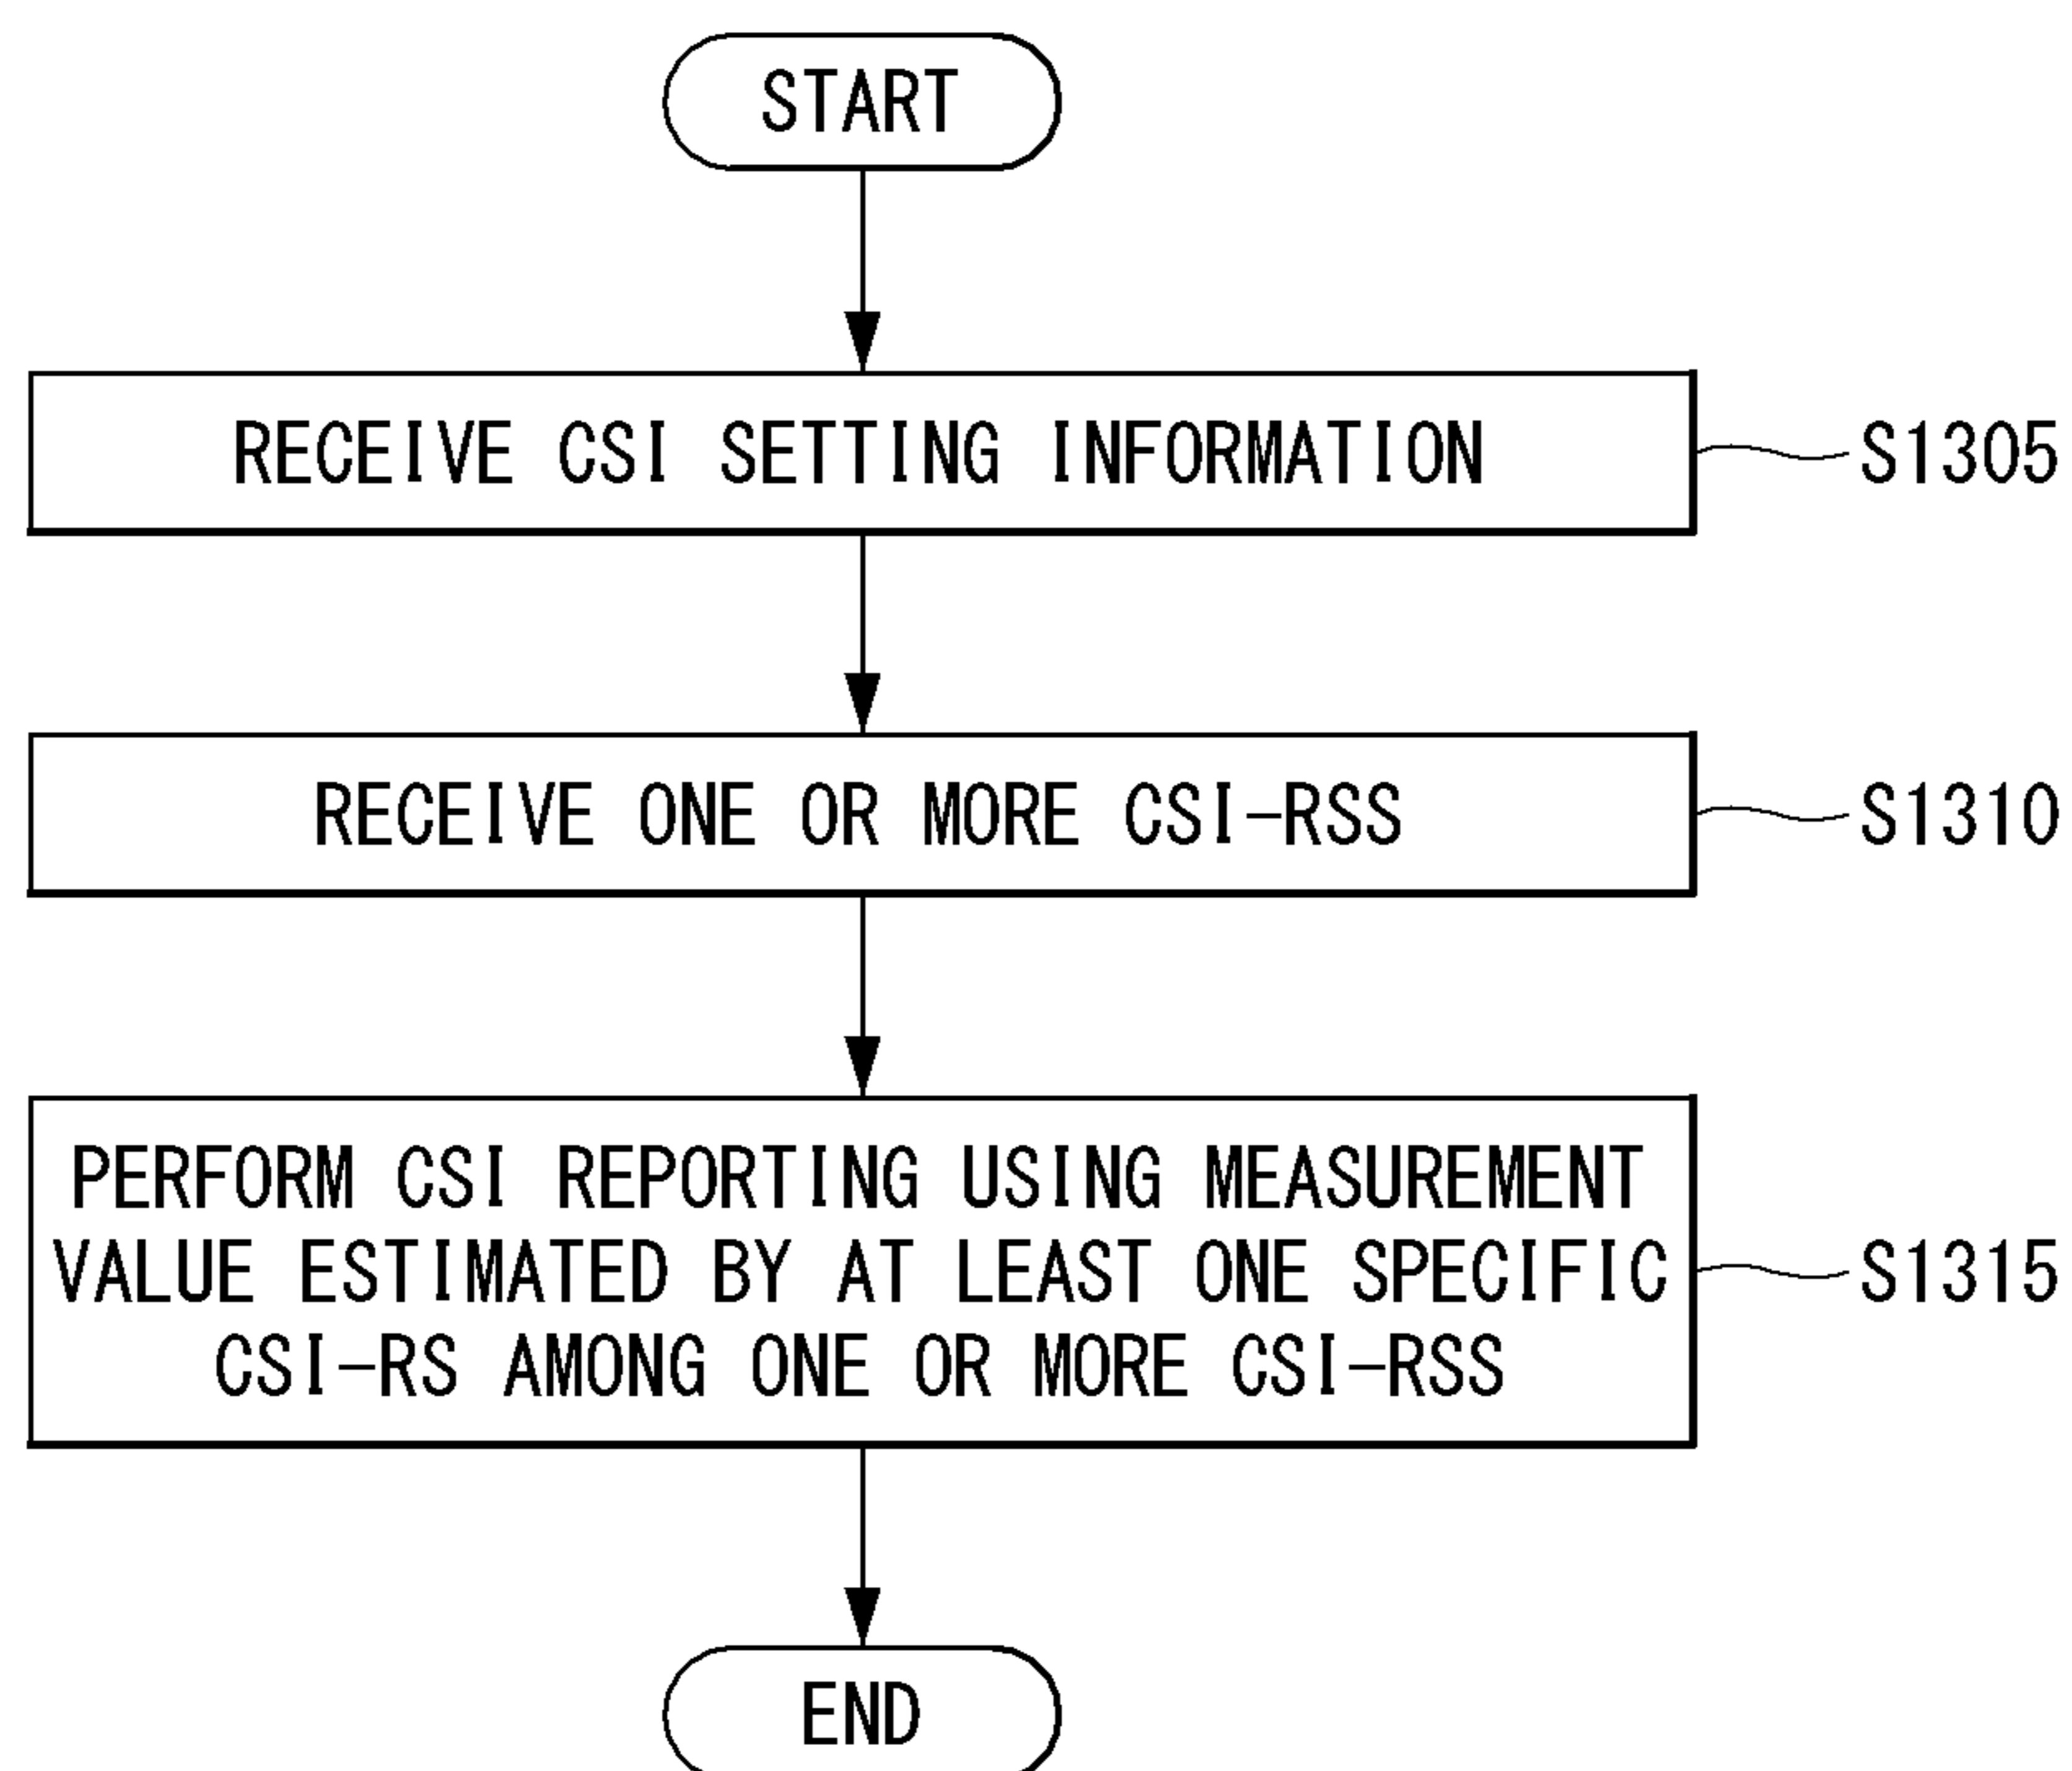 START
RECEIVE CSI SETTING INFORMATION
S1305
RECEIVE ONE OR MORE CSI-RSS
S1310
PERFORM CSI REPORTING USING MEASUREMENT
VALUE ESTIMATED BY AT LEAST ONE SPECIFIC
CSI-RS AMONG ONE OR MORE CSI-RSS
S1315
END